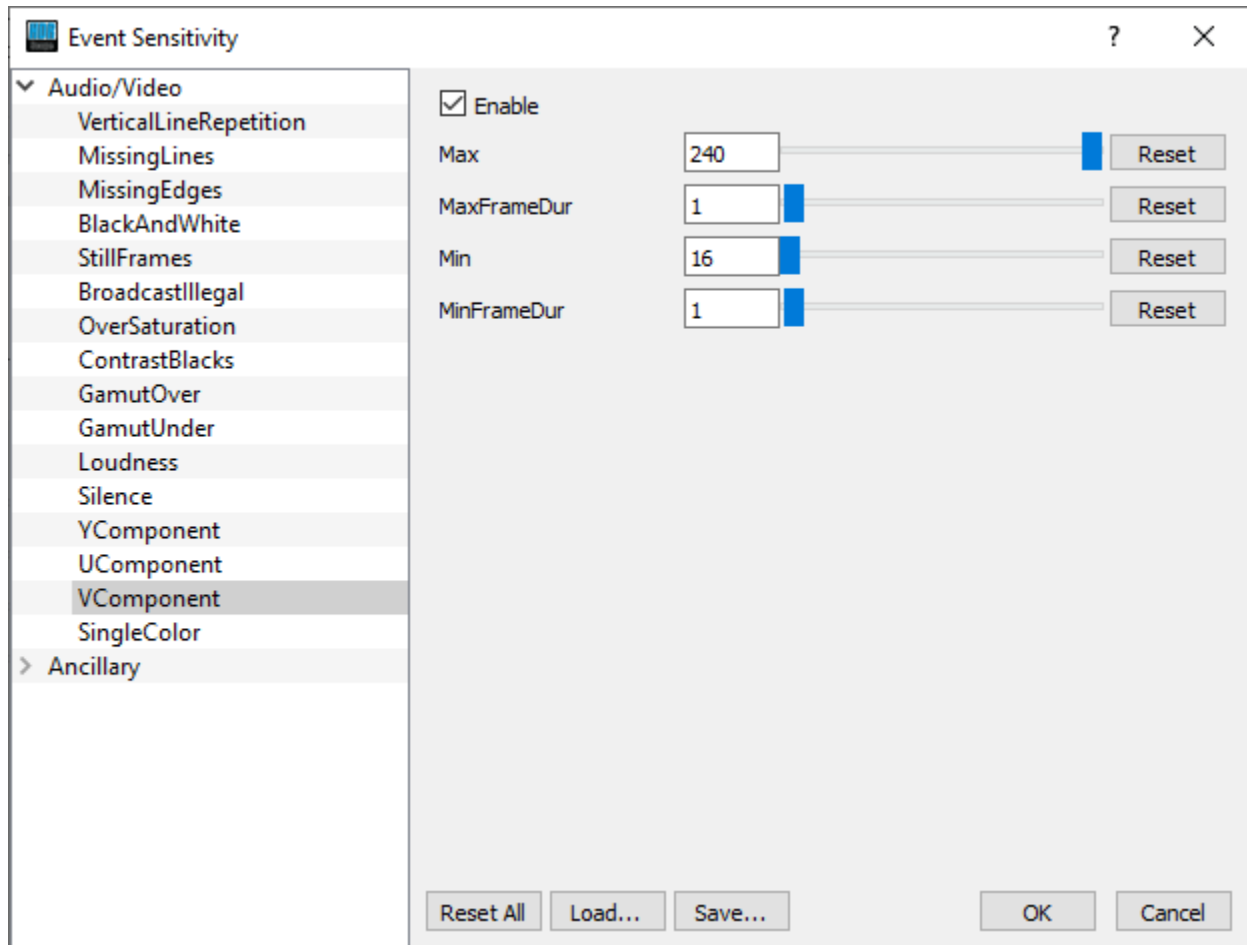 Event Sensitivity ?
Audio/Video
VerticalLineRepetition
MissingLines
MissingEdges
BlackAndWhite
StillFrames
BroadcastIllegal
OverSaturation
ContrastBlacks
GamutOver
GamutUnder
Loudness
Silence
YComponent
UComponent
VComponent
SingleColor
Ancillary
Enable
Max 240 Reset
MaxFrameDur 1 Reset
Min 16 Reset
MinFrameDur 1 Reset
Reset All Load... Save... OK Cancel